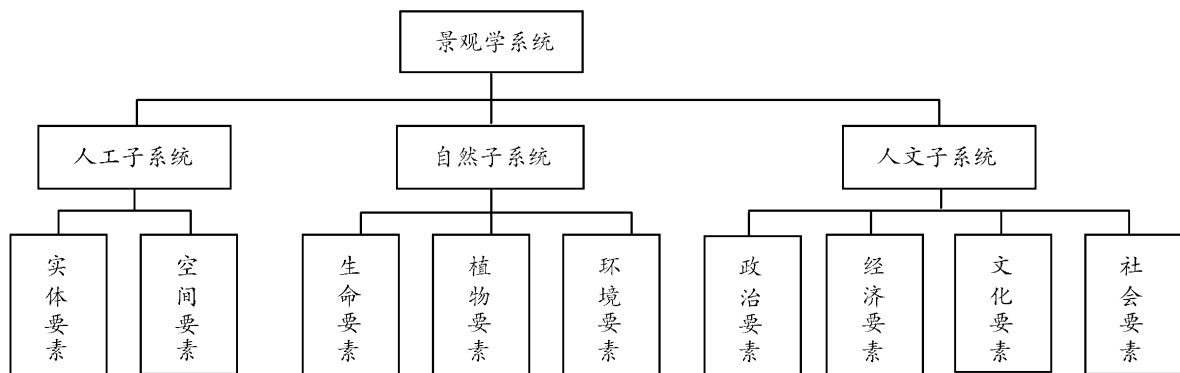 景观学系统
人工子系统
自然子系统
人文子系统
实体要素
空间要素
生命要素
植物要素
环境要素
政治要素
经济要素
文化要素
社会要素